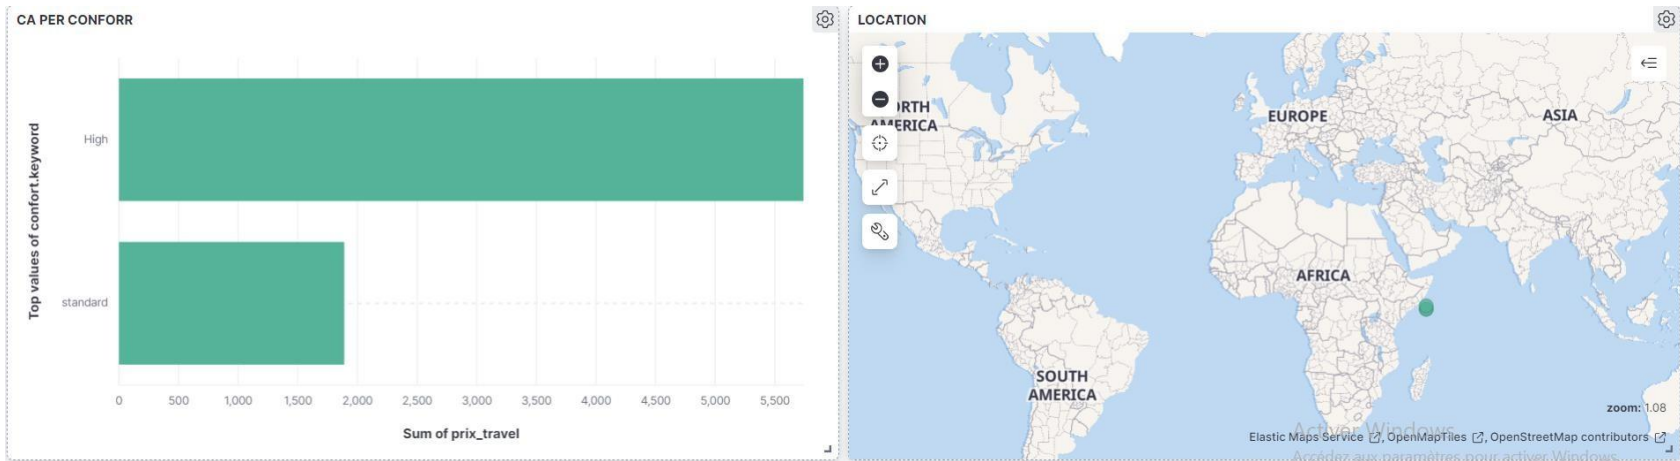 CA PER CONFORR
Top values of confort.keyword
High
standard
0 500 1,000 1,500 2,000 2,500 3,000 3,500 4,000 4,500 5,000 5,500
Sum of prix_travel
LOCATION
ORTH
AMERICA
EUROPE
ASIA
AFRICA
SOUTH
AMERICA
zoom: 1.08
Activer Windows
Elastic Maps Service , OpenMapTiles , OpenStreetMap contributors
Accédez aux paramètres pour activer Windows